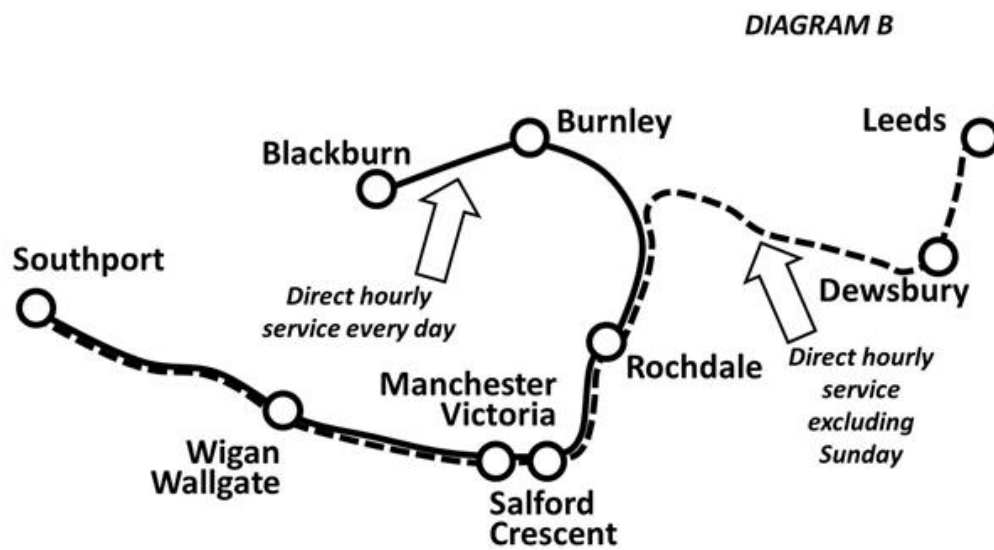 DIAGRAM B
Burnley
Leeds
Blackburn
Southport
Direct hourly
service every day
Dewsbury
Manchester
Victoria
Rochdale
Direct hourly
service
excluding
Sunday
Wigan
Wallgate
Salford
Crescent